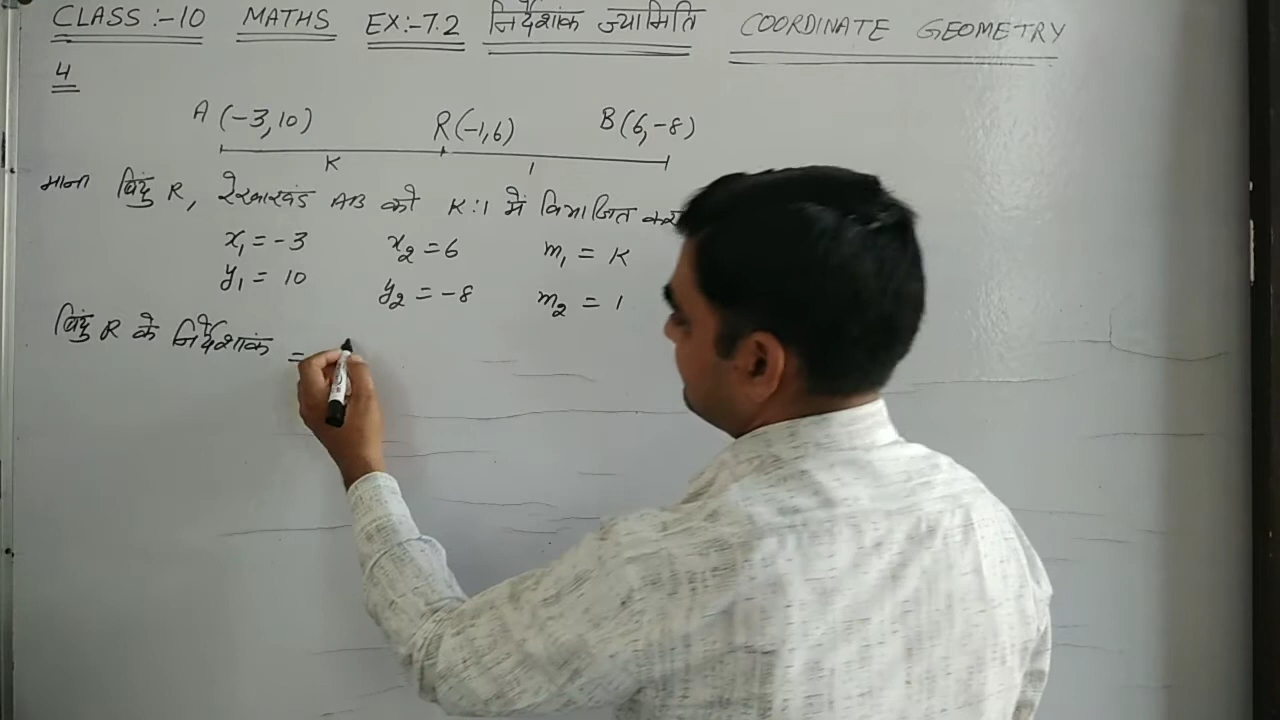 CLASS :- 10 MATHS EX:- 7.2 निर्देशांक ज्यामिति COORDINATE GEOMETRY
4
A (-3, 10) R(-1,6) B(6,-8)
K 1
माना बिंदु R, रेखाखंड AB को K:1 में विभाजित
x₁ = -3 x₂ = 6 m₁ = K
y₁ = 10 y₂ = -8 m₂ = 1
बिंदु R के निर्देशांक =